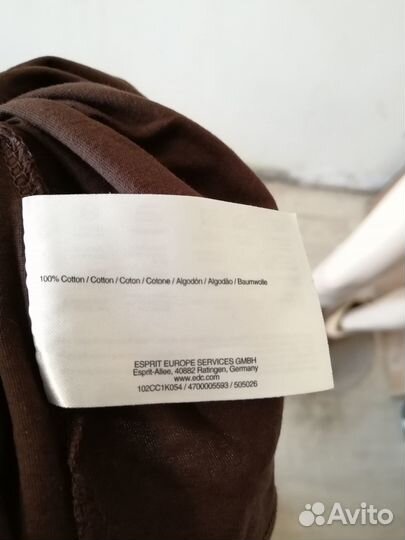 100% Cotton / Cotton / Coton / Cotone / Algodón / Algodão / Baumwolle
ESPRIT EUROPE SERVICES GMBH
Esprit-Allee, 40882 Ratingen, Germany
www.edc.com
102CC1K054 / 4700005593 / 505026
Avito